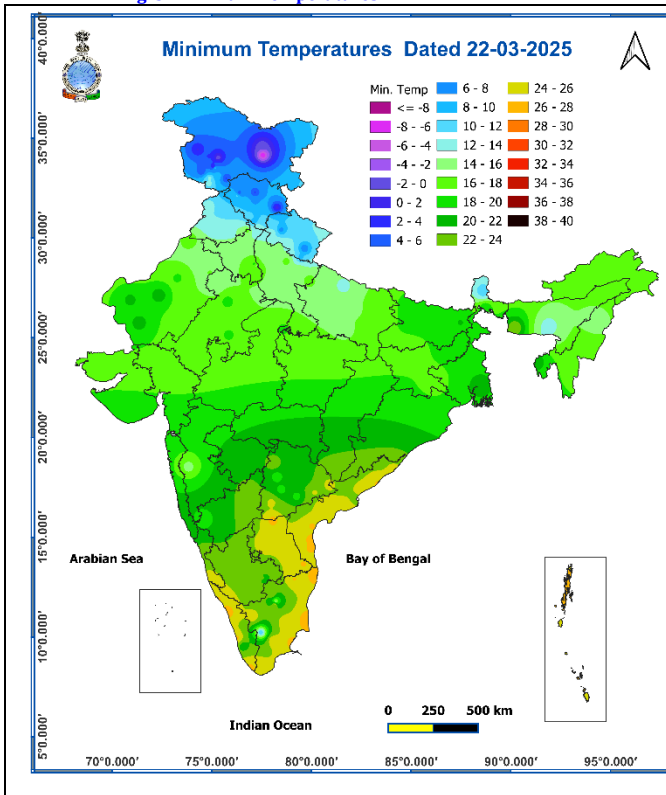 Minimum Temperatures Dated 22-03-2025
Min. Temp
<= -8
-8 - -6
-6 - -4
-4 - -2
-2 - 0
0 - 2
2 - 4
4 - 6
6 - 8
8 - 10
10 - 12
12 - 14
14 - 16
16 - 18
18 - 20
20 - 22
22 - 24
24 - 26
26 - 28
28 - 30
30 - 32
32 - 34
34 - 36
36 - 38
38 - 40
40°0.000'
35°0.000'
30°0.000'
25°0.000'
20°0.000'
15°0.000'
10°0.000'
5°0.000'
Arabian Sea
Bay of Bengal
Indian Ocean
0 250 500 km
70°0.000' 75°0.000' 80°0.000' 85°0.000' 90°0.000' 95°0.000'